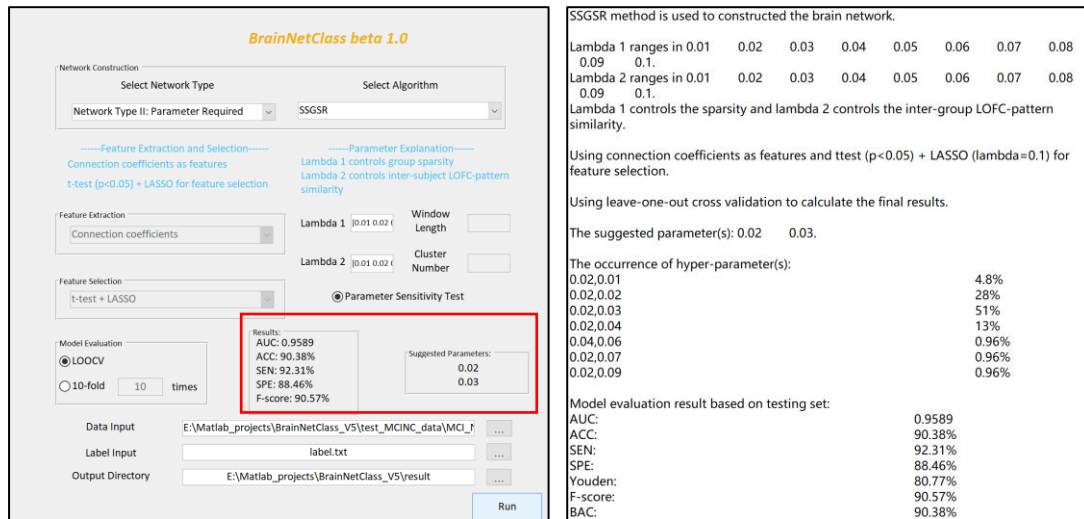 BrainNetClass beta 1.0
Network Construction
Select Network Type
Select Algorithm
Network Type II: Parameter Required
SSGSR
------Feature Extraction and Selection------
Connection coefficients as features
t-test (p<0.05) + LASSO for feature selection
------Parameter Explanation------
Lambda 1 controls group sparsity
Lambda 2 controls inter-subject LOFC-pattern
similarity
Feature Extraction
Connection coefficients
Lambda 1 [0.01 0.02 (
Window
Length
Lambda 2 [0.01 0.02 (
Cluster
Number
Feature Selection
t-test + LASSO
Parameter Sensitivity Test
Model Evaluation
LOOCV
10-fold 10 times
Results:
AUC: 0.9589
ACC: 90.38%
SEN: 92.31%
SPE: 88.46%
F-score: 90.57%
Suggested Parameters:
0.02
0.03
Data Input E:\Matlab_projects\BrainNetClass_V5\test_MCINC_data\MCI_N ...
Label Input label.txt ...
Output Directory E:\Matlab_projects\BrainNetClass_V5\result ...
Run
SSGSR method is used to constructed the brain network.
Lambda 1 ranges in 0.01 0.02 0.03 0.04 0.05 0.06 0.07 0.08
0.09 0.1.
Lambda 2 ranges in 0.01 0.02 0.03 0.04 0.05 0.06 0.07 0.08
0.09 0.1.
Lambda 1 controls the sparsity and lambda 2 controls the inter-group LOFC-pattern
similarity.
Using connection coefficients as features and ttest (p<0.05) + LASSO (lambda=0.1) for
feature selection.
Using leave-one-out cross validation to calculate the final results.
The suggested parameter(s): 0.02 0.03.
The occurrence of hyper-parameter(s):
0.02,0.01 4.8%
0.02,0.02 28%
0.02,0.03 51%
0.02,0.04 13%
0.04,0.06 0.96%
0.02,0.07 0.96%
0.02,0.09 0.96%
Model evaluation result based on testing set:
AUC: 0.9589
ACC: 90.38%
SEN: 92.31%
SPE: 88.46%
Youden: 80.77%
F-score: 90.57%
BAC: 90.38%